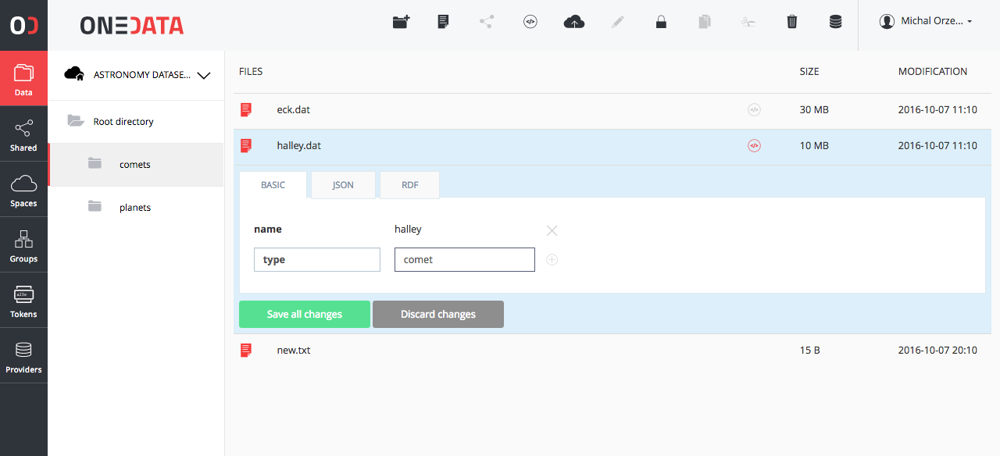 OD
ONEDATA
Michal Orze...
Data
Shared
Spaces
Groups
a23e
Tokens
Providers
ASTRONOMY DATASE...
Root directory
comets
planets
FILES SIZE MODIFICATION
eck.dat </> 30 MB 2016-10-07 11:10
halley.dat </> 10 MB 2016-10-07 11:10
BASIC JSON RDF
name halley
type comet
Save all changes Discard changes
new.txt 15 B 2016-10-07 20:10